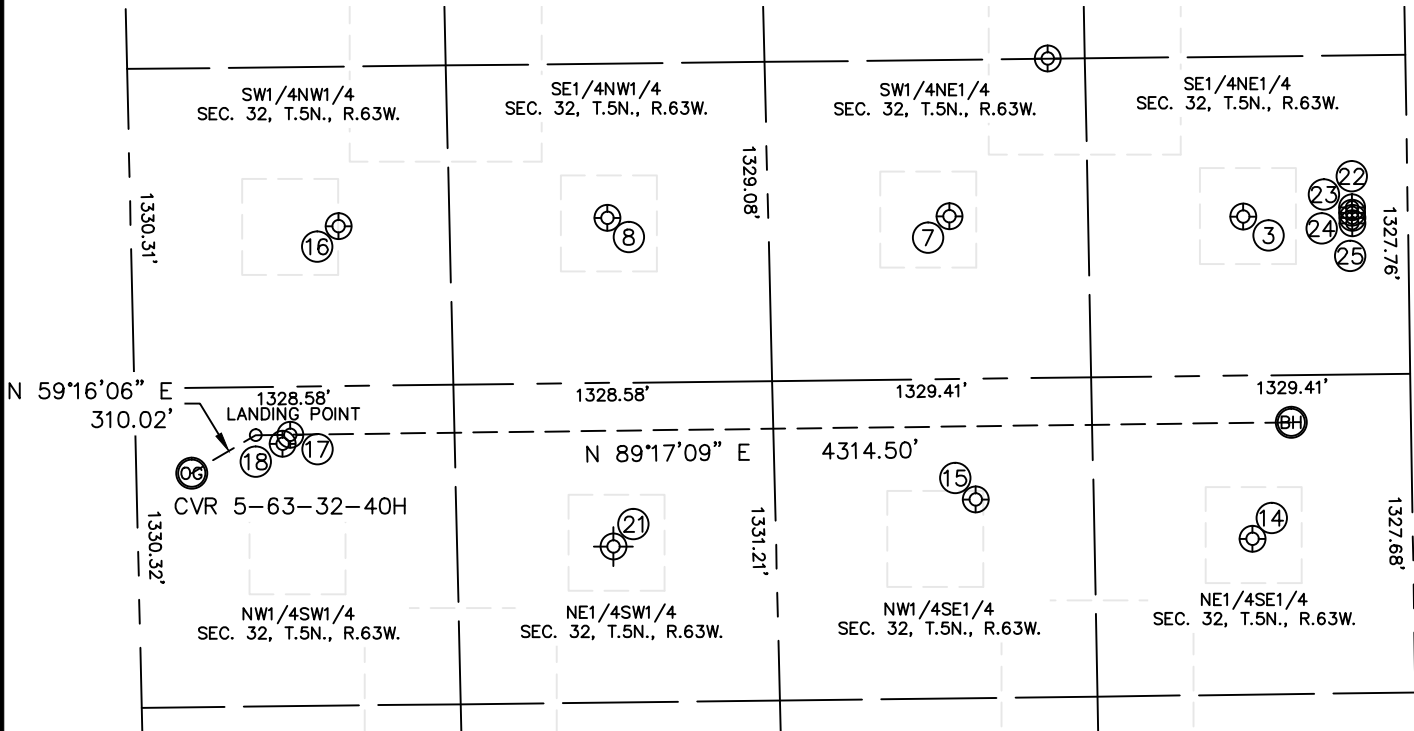 SW1/4NW1/4
SEC. 32, T.5N., R.63W.
SE1/4NW1/4
SEC. 32, T.5N., R.63W.
SW1/4NE1/4
SEC. 32, T.5N., R.63W.
SE1/4NE1/4
SEC. 32, T.5N., R.63W.
1330.31'
1329.08'
1327.76'
16
8
7
3
22
23
24
25
N 59°16'06" E
310.02'
1328.58'
1328.58'
1329.41'
1329.41'
LANDING POINT
BH
OG
18
17
N 89°17'09" E
4314.50'
CVR 5-63-32-40H
15
21
14
1330.32'
1331.21'
1327.68'
NW1/4SW1/4
SEC. 32, T.5N., R.63W.
NE1/4SW1/4
SEC. 32, T.5N., R.63W.
NW1/4SE1/4
SEC. 32, T.5N., R.63W.
NE1/4SE1/4
SEC. 32, T.5N., R.63W.